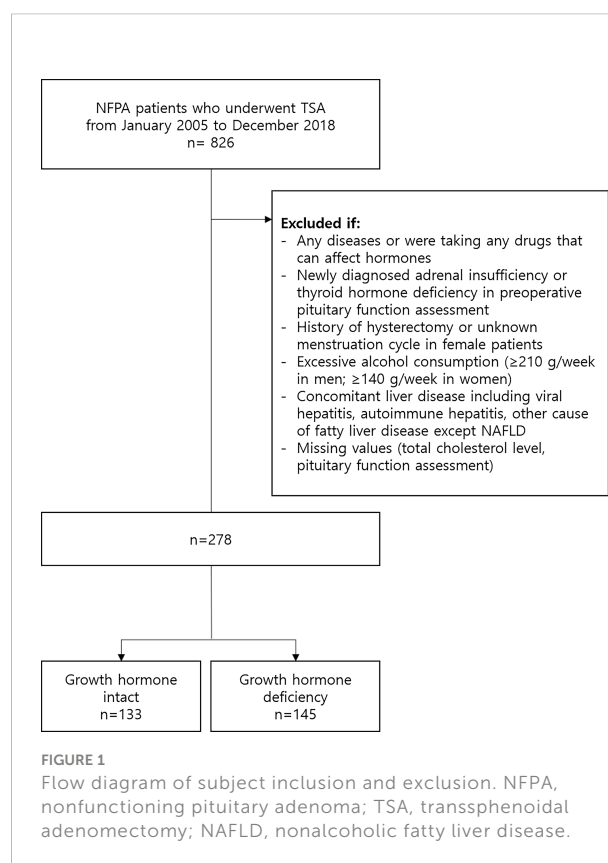 NFPA patients who underwent TSA
from January 2005 to December 2018
n= 826
Excluded if:
- Any diseases or were taking any drugs that
can affect hormones
- Newly diagnosed adrenal insufficiency or
thyroid hormone deficiency in preoperative
pituitary function assessment
- History of hysterectomy or unknown
menstruation cycle in female patients
- Excessive alcohol consumption (≥210 g/week
in men; ≥140 g/week in women)
- Concomitant liver disease including viral
hepatitis, autoimmune hepatitis, other cause
of fatty liver disease except NAFLD
- Missing values (total cholesterol level,
pituitary function assessment)
n=278
Growth hormone
intact
n=133
Growth hormone
deficiency
n=145
FIGURE 1
Flow diagram of subject inclusion and exclusion. NFPA,
nonfunctioning pituitary adenoma; TSA, transsphenoidal
adenomectomy; NAFLD, nonalcoholic fatty liver disease.